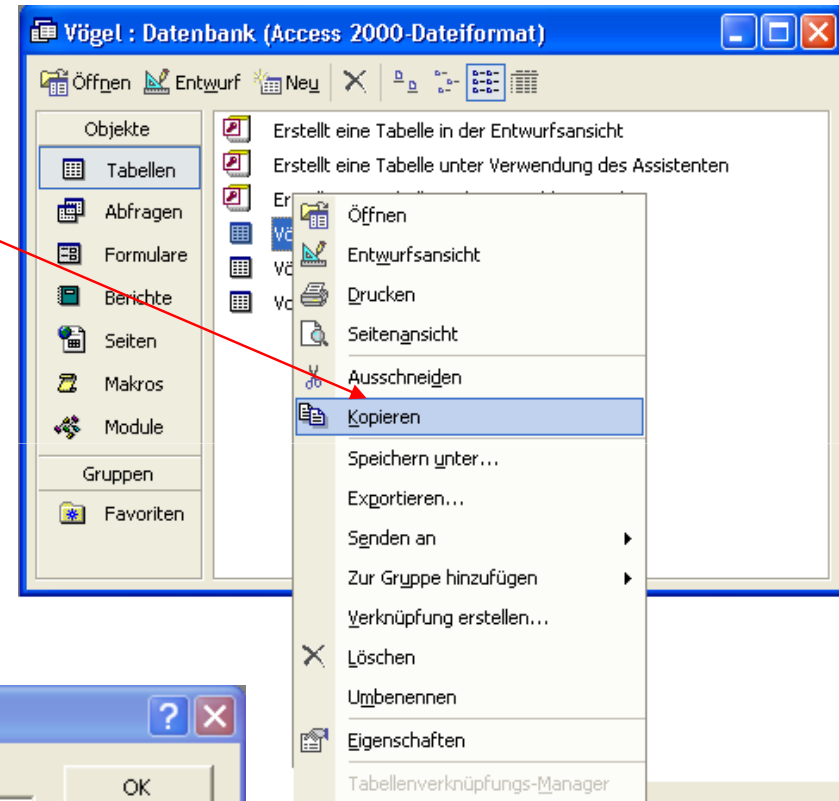 Vögel : Datenbank (Access 2000-Dateiformat)
Öffnen Entwurf Neu
Objekte
Tabellen
Abfragen
Formulare
Berichte
Seiten
Makros
Module
Gruppen
Favoriten
Erstellt eine Tabelle in der Entwurfsansicht
Erstellt eine Tabelle unter Verwendung des Assistenten
Öffnen
Entwurfsansicht
Drucken
Seitenansicht
Ausschneiden
Kopieren
Speichern unter...
Exportieren...
Senden an
Zur Gruppe hinzufügen
Verknüpfung erstellen...
Löschen
Umbenennen
Eigenschaften
Tabellenverknüpfungs-Manager
OK